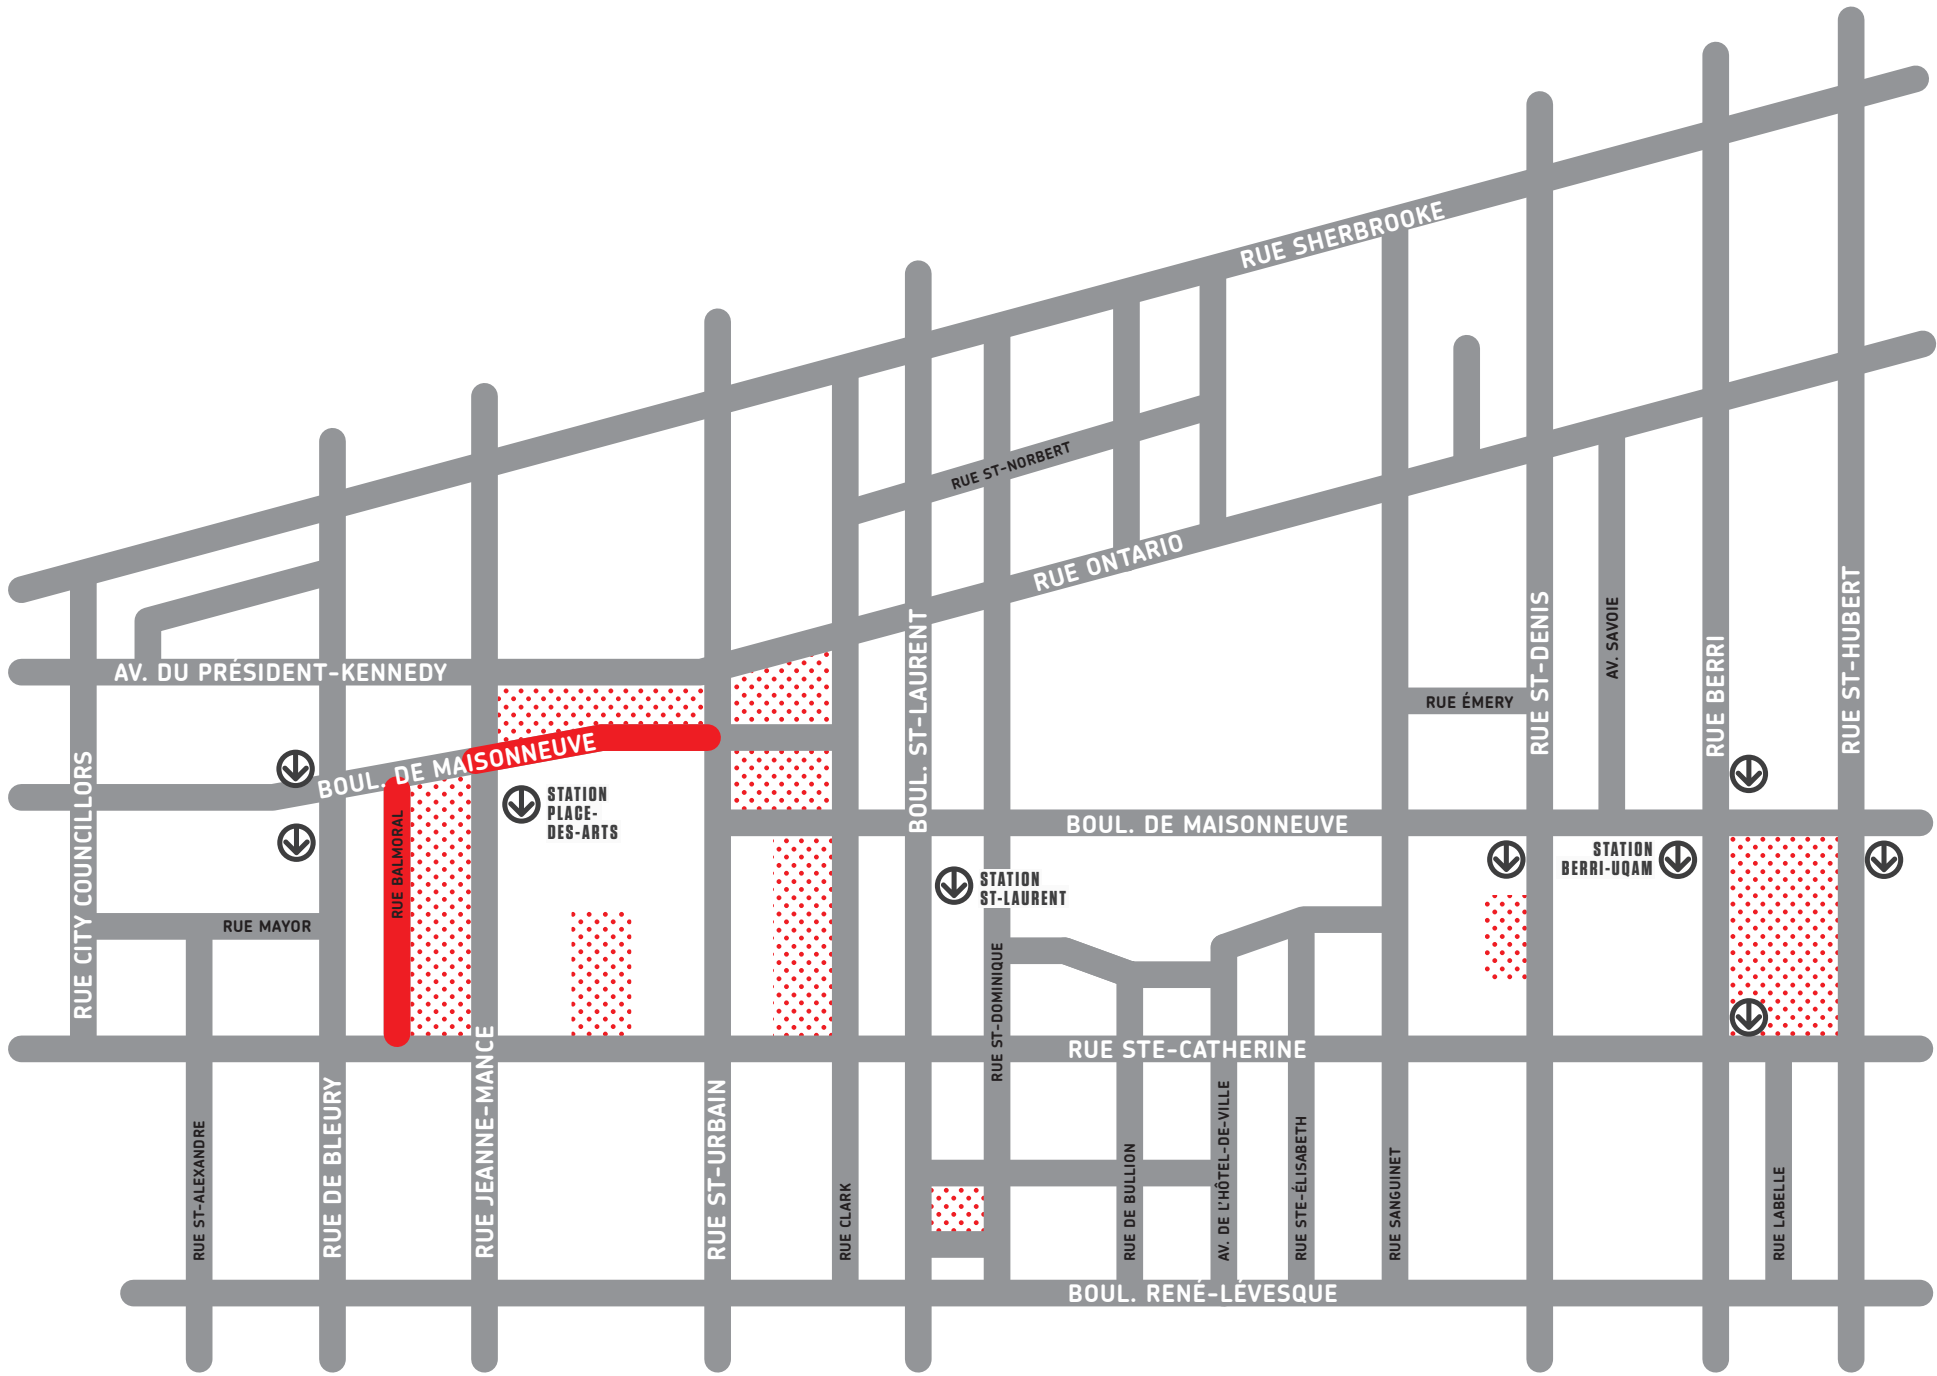 RUE SHERBROOKE
RUE ST-NORBERT
RUE ONTARIO
AV. DU PRÉSIDENT-KENNEDY
RUE ÉMERY
RUE ST-DENIS
AV. SAVOIE
RUE BERRI
RUE ST-HUBERT
BOUL. ST-LAURENT
BOUL. DE MAISONNEUVE
RUE CITY COUNCILLORS
RUE BALMORAL
STATION
PLACE-
DES-ARTS
BOUL. DE MAISONNEUVE
STATION
BERRI-UQAM
STATION
ST-LAURENT
RUE MAYOR
RUE ST-DOMINIQUE
RUE STE-CATHERINE
RUE ST-ALEXANDRE
RUE DE BLEURY
RUE JEANNE-MANCE
RUE ST-URBAIN
RUE CLARK
RUE DE BULLION
AV. DE L'HÔTEL-DE-VILLE
RUE STE-ÉLISABETH
RUE SANGUINET
RUE LABELLE
BOUL. RENÉ-LÉVESQUE